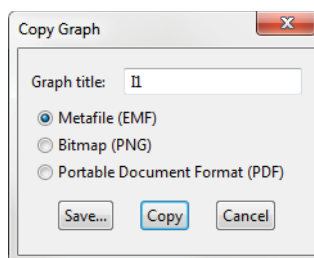 Copy Graph
Graph title: I1
Metafile (EMF)
Bitmap (PNG)
Portable Document Format (PDF)
Save... Copy Cancel